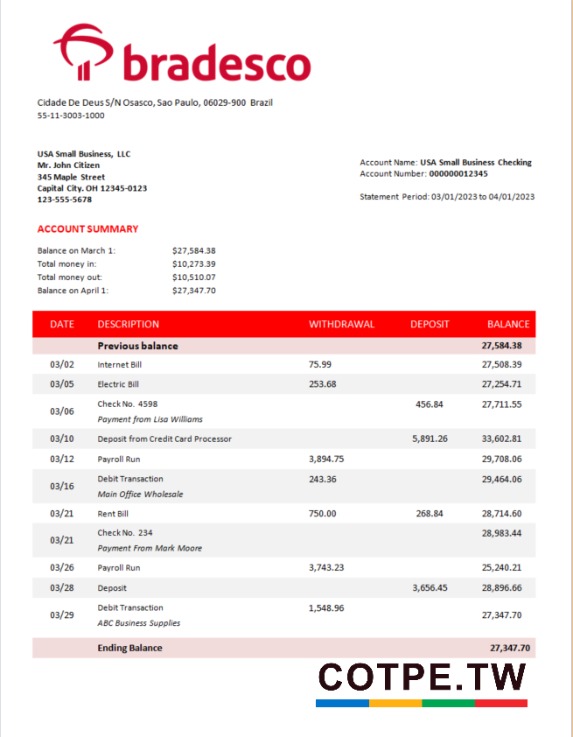 bradesco
Cidade De Deus S/N Osasco, Sao Paulo, 06029-900 Brazil
55-11-3003-1000
USA Small Business, LLC
Mr. John Citizen
345 Maple Street
Capital City. OH 12345-0123
123-555-5678
Account Name: USA Small Business Checking
Account Number: 000000012345
Statement Period: 03/01/2023 to 04/01/2023
ACCOUNT SUMMARY
Balance on March 1: $27,584.38
Total money in: $10,273.39
Total money out: $10,510.07
Balance on April 1: $27,347.70
DATE DESCRIPTION WITHDRAWAL DEPOSIT BALANCE
Previous balance 27,584.38
03/02 Internet Bill 75.99 27,508.39
03/05 Electric Bill 253.68 27,254.71
03/06 Check No. 4598 456.84 27,711.55
Payment from Lisa Williams
03/10 Deposit from Credit Card Processor 5,891.26 33,602.81
03/12 Payroll Run 3,894.75 29,708.06
03/16 Debit Transaction 243.36 29,464.06
Main Office Wholesale
03/21 Rent Bill 750.00 268.84 28,714.60
03/21 Check No. 234 28,983.44
Payment From Mark Moore
03/26 Payroll Run 3,743.23 25,240.21
03/28 Deposit 3,656.45 28,896.66
03/29 Debit Transaction 1,548.96 27,347.70
ABC Business Supplies
Ending Balance 27,347.70
COTPE.TW